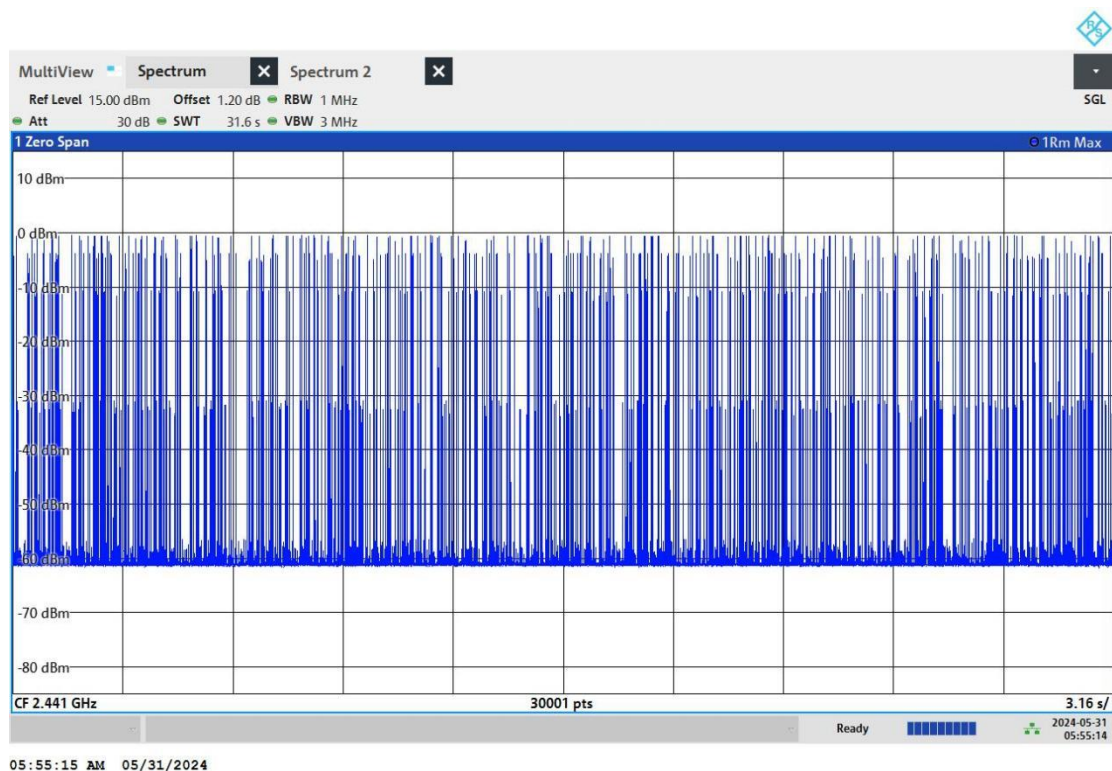 R S
MultiView Spectrum X Spectrum 2 X
Ref Level 15.00 dBm Offset 1.20 dB RBW 1 MHz SGL
Att 30 dB SWT 31.6 s VBW 3 MHz
1 Zero Span 1Rm Max
10 dBm
0 dBm
-10 dBm
-20 dBm
-30 dBm
-40 dBm
-50 dBm
-60 dBm
-70 dBm
-80 dBm
CF 2.441 GHz 30001 pts 3.16 s/
Ready 2024-05-31
05:55:14
05:55:15 AM 05/31/2024